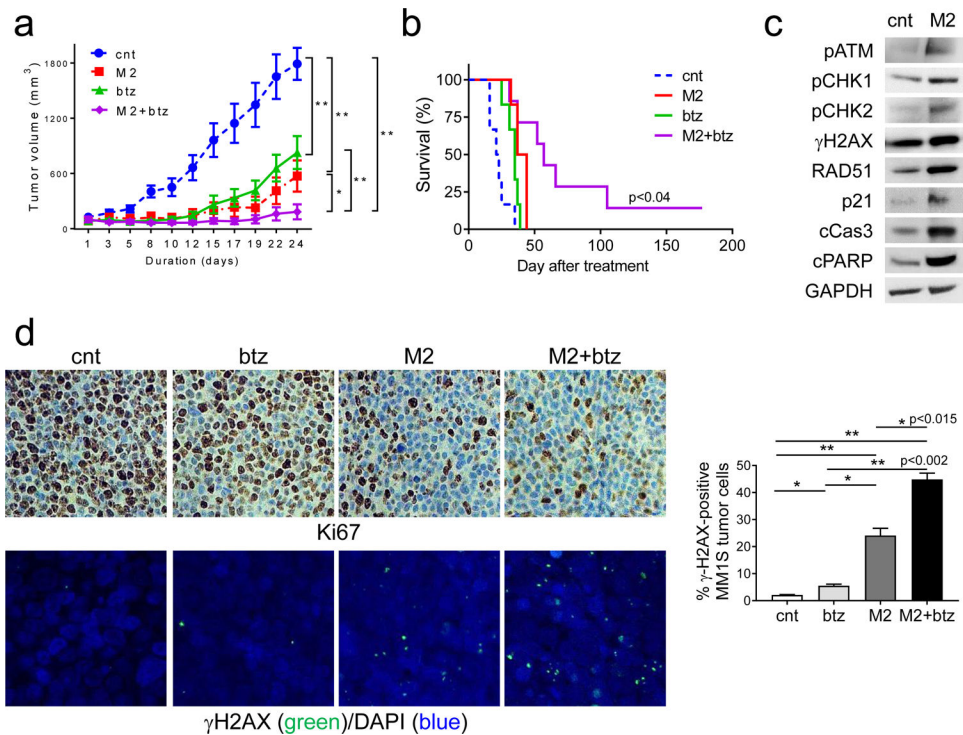 a
Tumor volume (mm3)
1800
1200
600
0
cnt
M2
btz
M2+btz
**
**
**
**
*
1 3 5 8 10 12 15 17 19 22 24
Duration (days)
b
Survival (%)
100
75
50
25
0
cnt
M2
btz
M2+btz
p<0.04
0 50 100 150 200
Day after treatment
c
cnt M2
pATM
pCHK1
pCHK2
γH2AX
RAD51
p21
cCas3
cPARP
GAPDH
d
cnt btz M2 M2+btz
Ki67
γH2AX (green)/DAPI (blue)
% γ-H2AX-positive
MM1S tumor cells
50
40
30
20
10
0
* p<0.015
**
**
** p<0.002
*
*
cnt btz M2 M2+btz